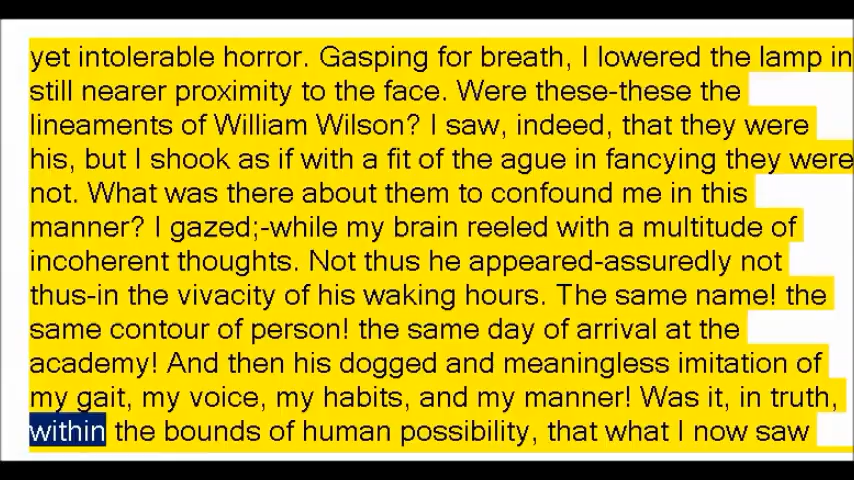 yet intolerable horror. Gasping for breath, I lowered the lamp in
still nearer proximity to the face. Were these-these the
lineaments of William Wilson? I saw, indeed, that they were
his, but I shook as if with a fit of the ague in fancying they were
not. What was there about them to confound me in this
manner? I gazed;-while my brain reeled with a multitude of
incoherent thoughts. Not thus he appeared-assuredly not
thus-in the vivacity of his waking hours. The same name! the
same contour of person! the same day of arrival at the
academy! And then his dogged and meaningless imitation of
my gait, my voice, my habits, and my manner! Was it, in truth,
within the bounds of human possibility, that what I now saw